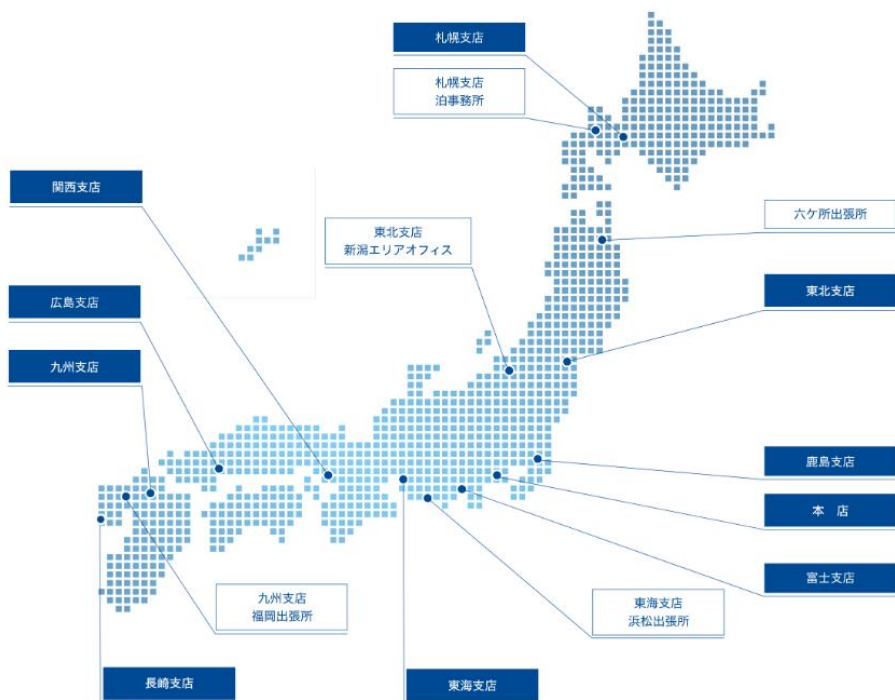 札幌支店
札幌支店
泊事務所
関西支店
東北支店
新潟エリアオフィス
六ケ所出張所
広島支店
東北支店
九州支店
鹿島支店
本　店
富士支店
九州支店
福岡出張所
東海支店
浜松出張所
長崎支店
東海支店